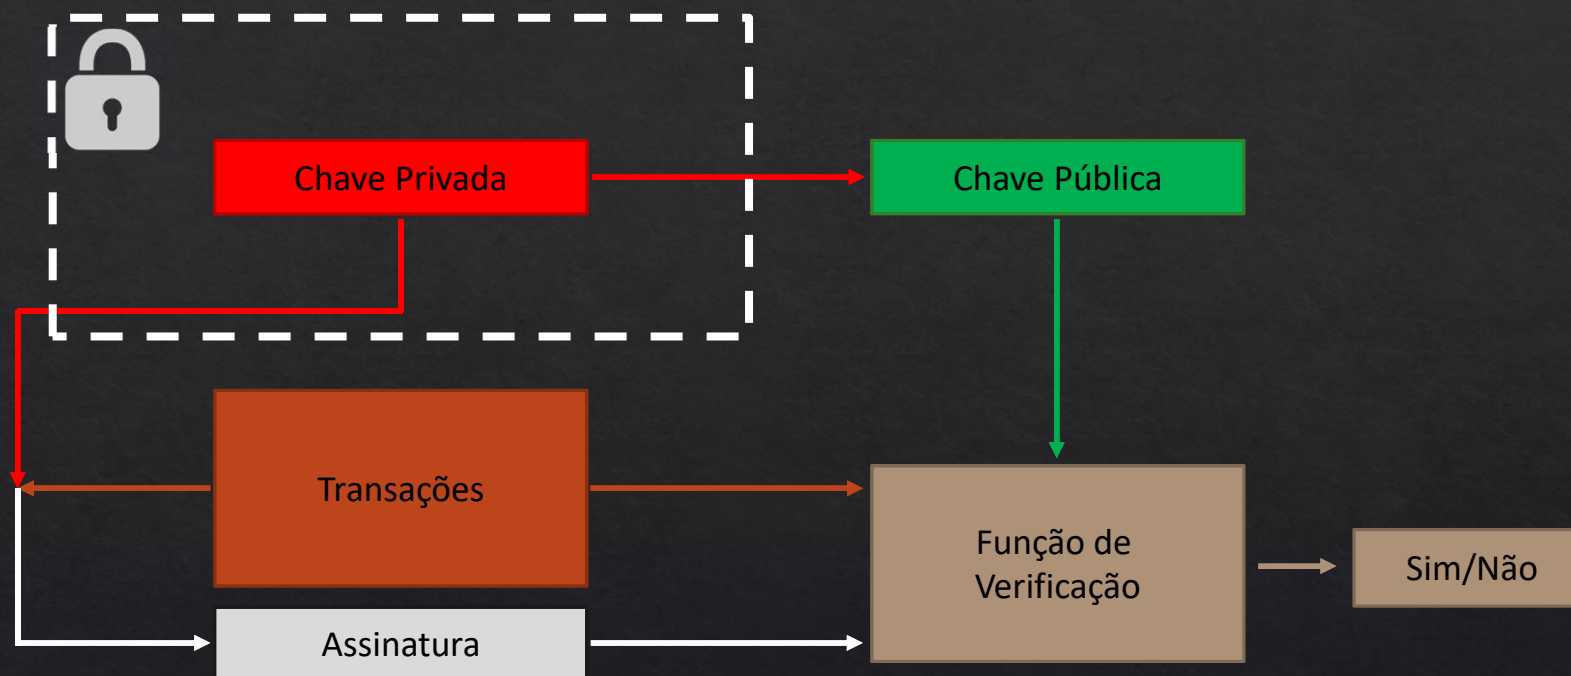 Chave Privada
Chave Pública
Transações
Função de
Verificação
Sim/Não
Assinatura